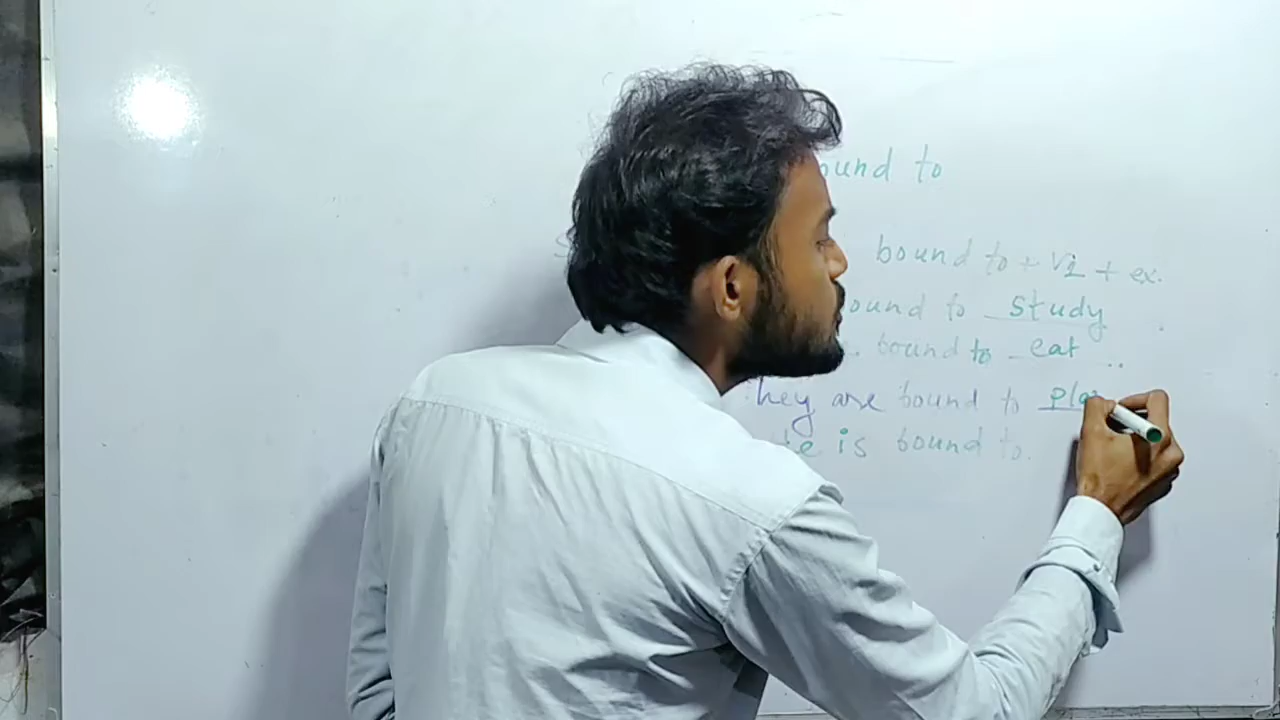 ound to
S bound to + V1 + ex.
ound to study
bound to eat ...
hey are bound to pla
e is bound to.